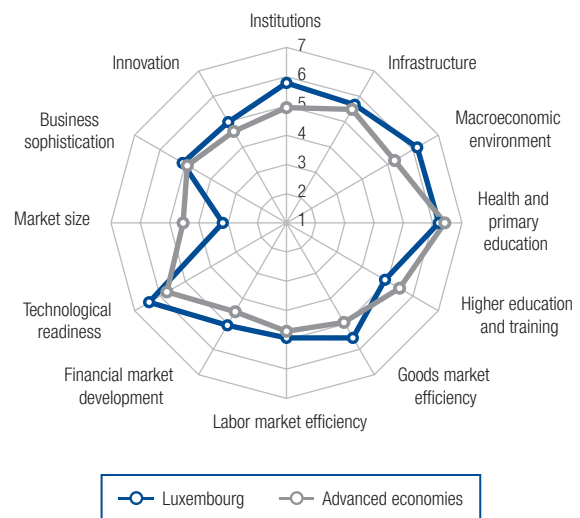 Institutions
7
6
5
4
3
2
1
Infrastructure
Macroeconomic
environment
Health and
primary
education
Higher education
and training
Goods market
efficiency
Labor market efficiency
Financial market
development
Technological
readiness
Market size
Business
sophistication
Innovation
Luxembourg
Advanced economies